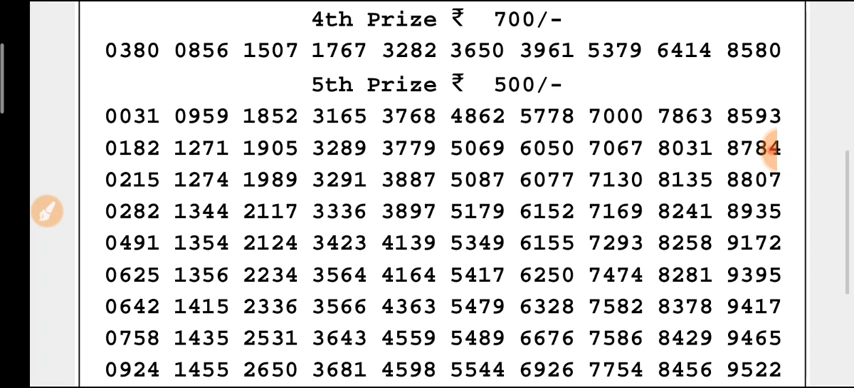 4th Prize ₹ 700/-
0380 0856 1507 1767 3282 3650 3961 5379 6414 8580
5th Prize ₹ 500/-
0031 0959 1852 3165 3768 4862 5778 7000 7863 8593
0182 1271 1905 3289 3779 5069 6050 7067 8031 8784
0215 1274 1989 3291 3887 5087 6077 7130 8135 8807
0282 1344 2117 3336 3897 5179 6152 7169 8241 8935
0491 1354 2124 3423 4139 5349 6155 7293 8258 9172
0625 1356 2234 3564 4164 5417 6250 7474 8281 9395
0642 1415 2336 3566 4363 5479 6328 7582 8378 9417
0758 1435 2531 3643 4559 5489 6676 7586 8429 9465
0924 1455 2650 3681 4598 5544 6926 7754 8456 9522